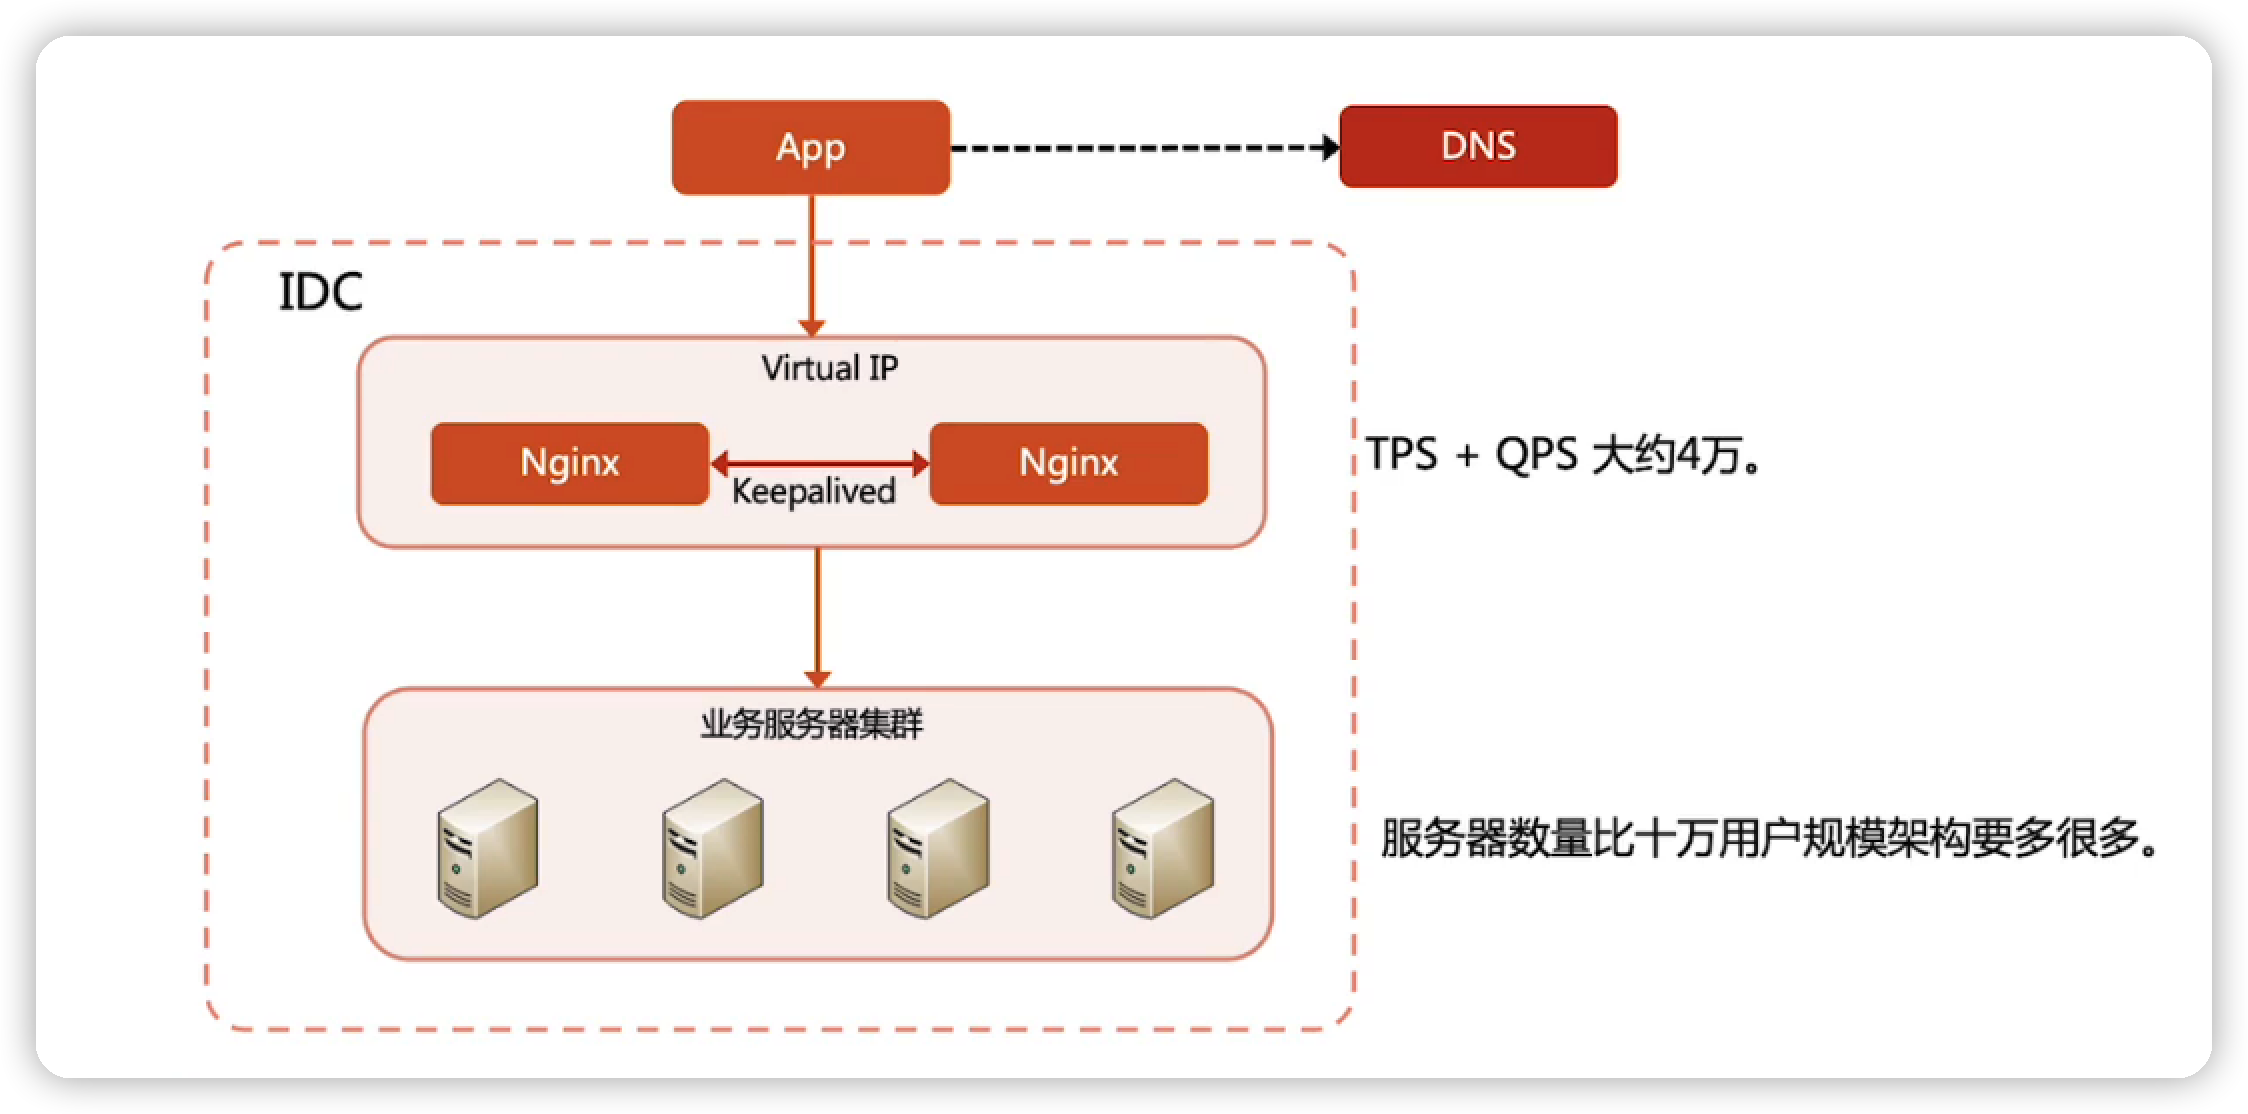 App
DNS
IDC
Virtual IP
Nginx
Nginx
Keepalived
TPS + QPS 大约4万。
业务服务器集群
服务器数量比十万用户规模架构要多很多。